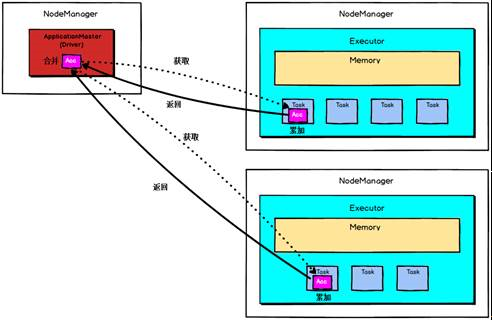 NodeManager
ApplicationMaster
(Driver)
合并
Acc
获取
返回
获取
返回
NodeManager
Executor
Memory
Task
Task
Task
Task
Acc
累加
NodeManager
Executor
Memory
Task
Task
Task
Acc
累加